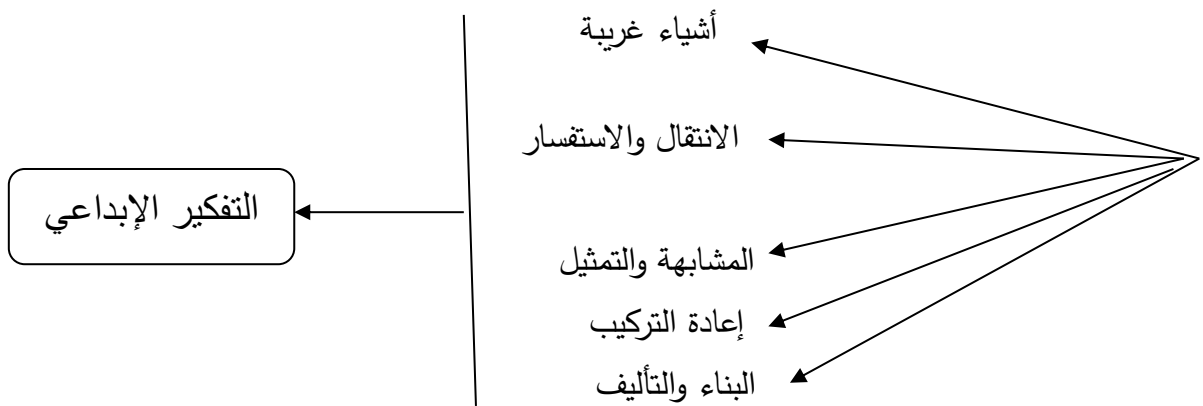 أشياء غريبة
الانتقال والاستفسار
المشابهة والتمثيل
إعادة التركيب
البناء والتأليف
التفكير الإبداعي